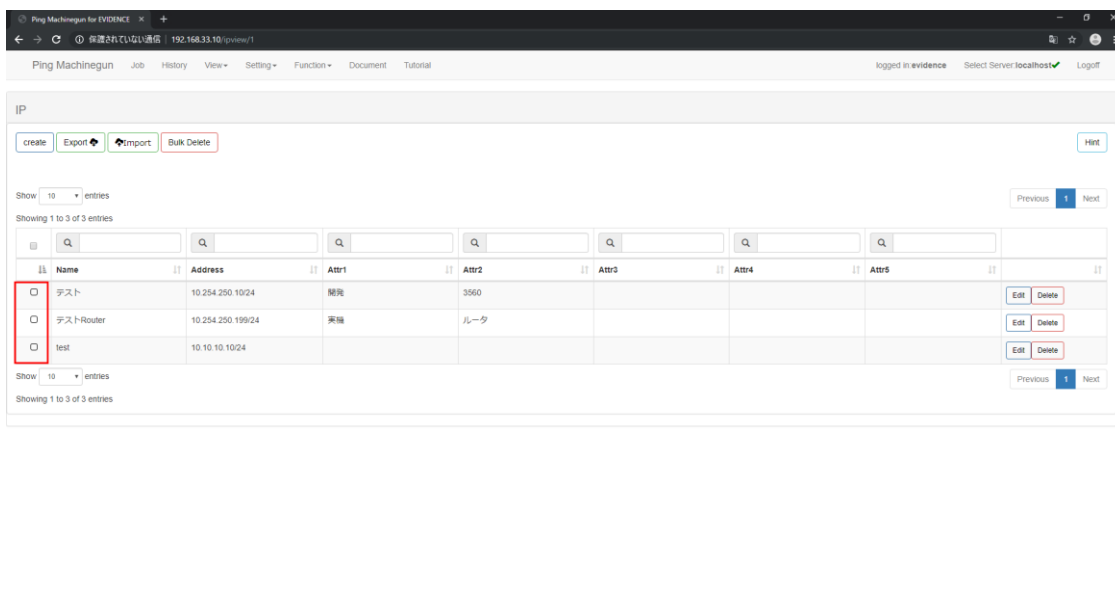 Ping Machinegun for EVIDENCE
保護されていない通信 | 192.168.33.10/ipview/1
Ping Machinegun Job History View Setting Function Document Tutorial logged in:evidence Select Server:localhost Logoff
IP
create Export Import Bulk Delete Hint
Show 10 entries Previous 1 Next
Showing 1 to 3 of 3 entries
Name Address Attr1 Attr2 Attr3 Attr4 Attr5
テスト 10.254.250.10/24 開発 3560 Edit Delete
テストRouter 10.254.250.199/24 実機 ルータ Edit Delete
test 10.10.10.10/24 Edit Delete
Show 10 entries Previous 1 Next
Showing 1 to 3 of 3 entries